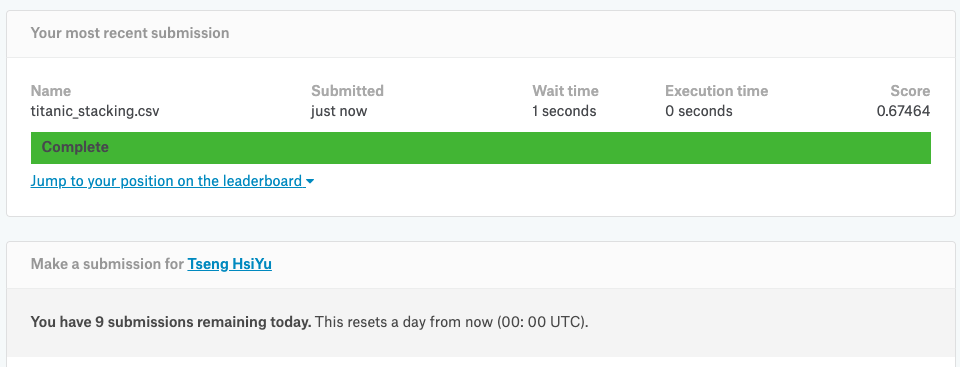 Your most recent submission
Name Submitted Wait time Execution time Score
titanic_stacking.csv just now 1 seconds 0 seconds 0.67464
Complete
Jump to your position on the leaderboard
Make a submission for Tseng HsiYu
You have 9 submissions remaining today. This resets a day from now (00: 00 UTC).